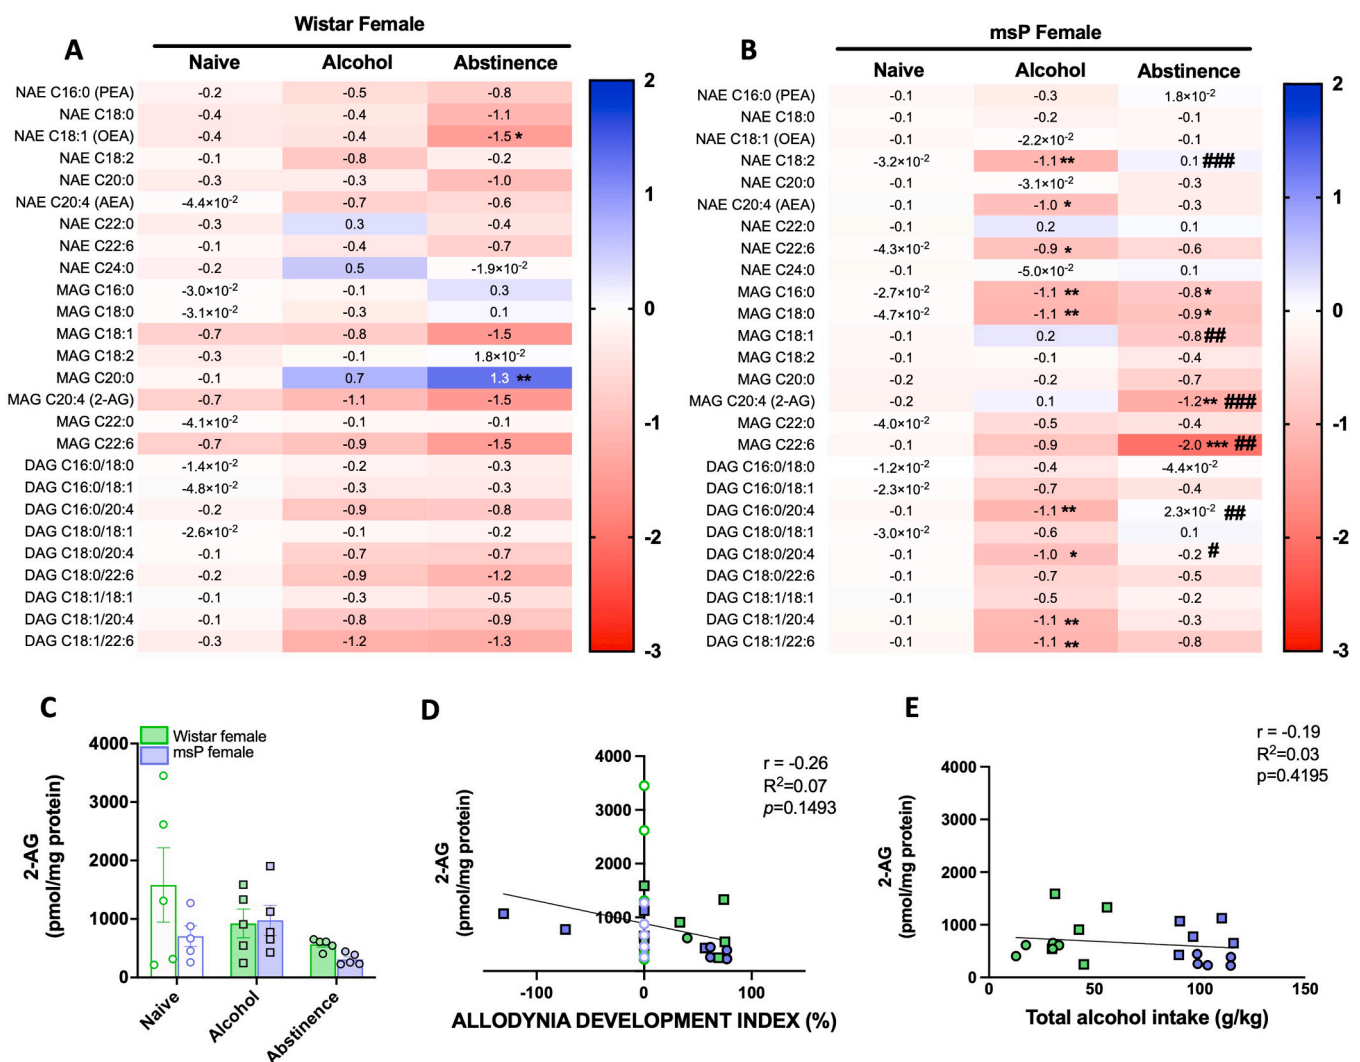 A
Wistar Female
Naive Alcohol Abstinence
NAE C16:0 (PEA) -0.2 -0.5 -0.8
NAE C18:0 -0.4 -0.4 -1.1
NAE C18:1 (OEA) -0.4 -0.4 -1.5 *
NAE C18:2 -0.1 -0.8 -0.2
NAE C20:0 -0.3 -0.3 -1.0
NAE C20:4 (AEA) -4.4×10-2 -0.7 -0.6
NAE C22:0 -0.3 0.3 -0.4
NAE C22:6 -0.1 -0.4 -0.7
NAE C24:0 -0.2 0.5 -1.9×10-2
MAG C16:0 -3.0×10-2 -0.1 0.3
MAG C18:0 -3.1×10-2 -0.3 0.1
MAG C18:1 -0.7 -0.8 -1.5
MAG C18:2 -0.3 -0.1 1.8×10-2
MAG C20:0 -0.1 0.7 1.3 **
MAG C20:4 (2-AG) -0.7 -1.1 -1.5
MAG C22:0 -4.1×10-2 -0.1 -0.1
MAG C22:6 -0.7 -0.9 -1.5
DAG C16:0/18:0 -1.4×10-2 -0.2 -0.3
DAG C16:0/18:1 -4.8×10-2 -0.3 -0.3
DAG C16:0/20:4 -0.2 -0.9 -0.8
DAG C18:0/18:1 -2.6×10-2 -0.1 -0.2
DAG C18:0/20:4 -0.1 -0.7 -0.7
DAG C18:0/22:6 -0.2 -0.9 -1.2
DAG C18:1/18:1 -0.1 -0.3 -0.5
DAG C18:1/20:4 -0.1 -0.8 -0.9
DAG C18:1/22:6 -0.3 -1.2 -1.3
2
1
0
-1
-2
-3
B
msP Female
Naive Alcohol Abstinence
NAE C16:0 (PEA) -0.1 -0.3 1.8×10-2
NAE C18:0 -0.1 -0.2 -0.1
NAE C18:1 (OEA) -0.1 -2.2×10-2 -0.1
NAE C18:2 -3.2×10-2 -1.1 ** 0.1 ###
NAE C20:0 -0.1 -3.1×10-2 -0.3
NAE C20:4 (AEA) -0.1 -1.0 * -0.3
NAE C22:0 -0.1 0.2 0.1
NAE C22:6 -4.3×10-2 -0.9 * -0.6
NAE C24:0 -0.1 -5.0×10-2 0.1
MAG C16:0 -2.7×10-2 -1.1 ** -0.8 *
MAG C18:0 -4.7×10-2 -1.1 ** -0.9 *
MAG C18:1 -0.1 0.2 -0.8 ##
MAG C18:2 -0.1 -0.1 -0.4
MAG C20:0 -0.2 -0.2 -0.7
MAG C20:4 (2-AG) -0.2 0.1 -1.2 ** ###
MAG C22:0 -4.0×10-2 -0.5 -0.4
MAG C22:6 -0.1 -0.9 -2.0 *** ##
DAG C16:0/18:0 -1.2×10-2 -0.4 -4.4×10-2
DAG C16:0/18:1 -2.3×10-2 -0.7 -0.4
DAG C16:0/20:4 -0.1 -1.1 ** 2.3×10-2 ##
DAG C18:0/18:1 -3.0×10-2 -0.6 0.1
DAG C18:0/20:4 -0.1 -1.0 * -0.2 #
DAG C18:0/22:6 -0.1 -0.7 -0.5
DAG C18:1/18:1 -0.1 -0.5 -0.2
DAG C18:1/20:4 -0.1 -1.1 ** -0.3
DAG C18:1/22:6 -0.1 -1.1 ** -0.8
2
1
0
-1
-2
-3
C
Wistar female
msP female
2-AG
(pmol/mg protein)
4000
3000
2000
1000
0
Naive Alcohol Abstinence
D
r = -0.26
R2=0.07
p=0.1493
2-AG
(pmol/mg protein)
4000
3000
2000
1000
-100 0 100
ALLODYNIA DEVELOPMENT INDEX (%)
E
r = -0.19
R2=0.03
p=0.4195
2-AG
(pmol/mg protein)
4000
3000
2000
1000
0
0 50 100 150
Total alcohol intake (g/kg)